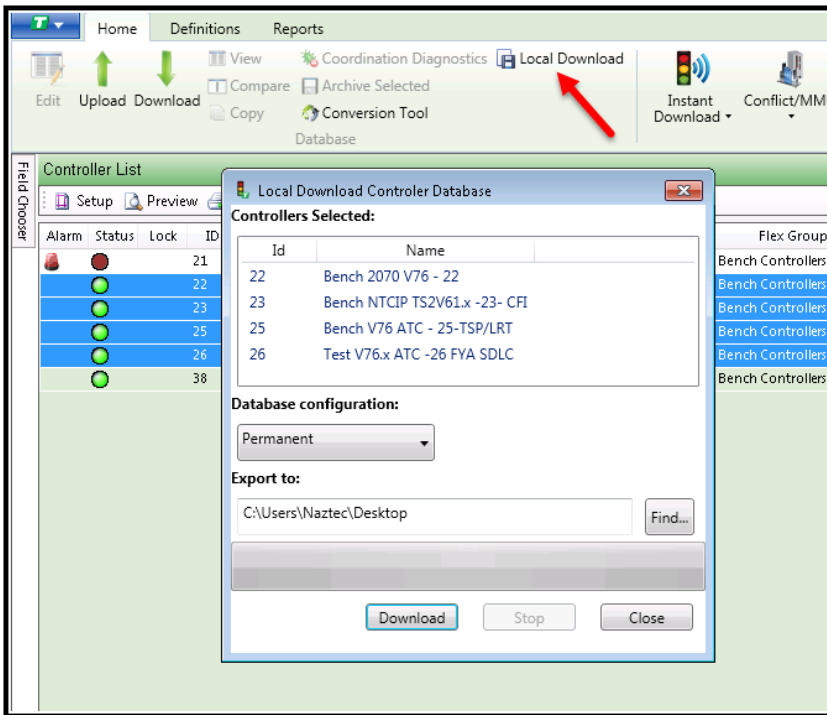 T
Home Definitions Reports
View Coordination Diagnostics Local Download
Compare Archive Selected
Edit Upload Download Copy Conversion Tool
Instant Download Conflict/MM
Database
Field Chooser
Controller List
Setup Preview
Alarm Status Lock ID Flex Group
21 Bench Controllers
22 Bench Controllers
23 Bench Controllers
25 Bench Controllers
26 Bench Controllers
38 Bench Controllers
Local Download Controler Database
Controllers Selected:
Id Name
22 Bench 2070 V76 - 22
23 Bench NTCIP TS2V61.x -23- CFI
25 Bench V76 ATC - 25-TSP/LRT
26 Test V76.x ATC -26 FYA SDLC
Database configuration:
Permanent
Export to:
C:\Users\Naztec\Desktop
Find...
Download Stop Close